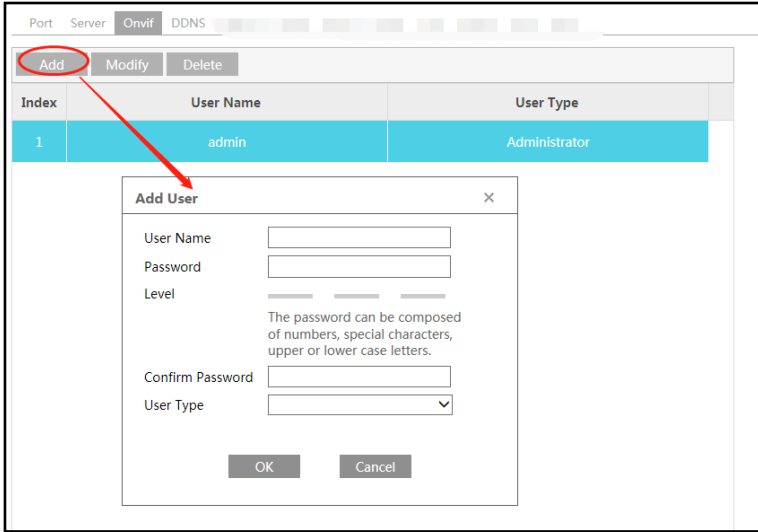 Port Server Onvif DDNS
Add Modify Delete
Index User Name User Type
1 admin Administrator
Add User ×
User Name
Password
Level
The password can be composed
of numbers, special characters,
upper or lower case letters.
Confirm Password
User Type
OK Cancel